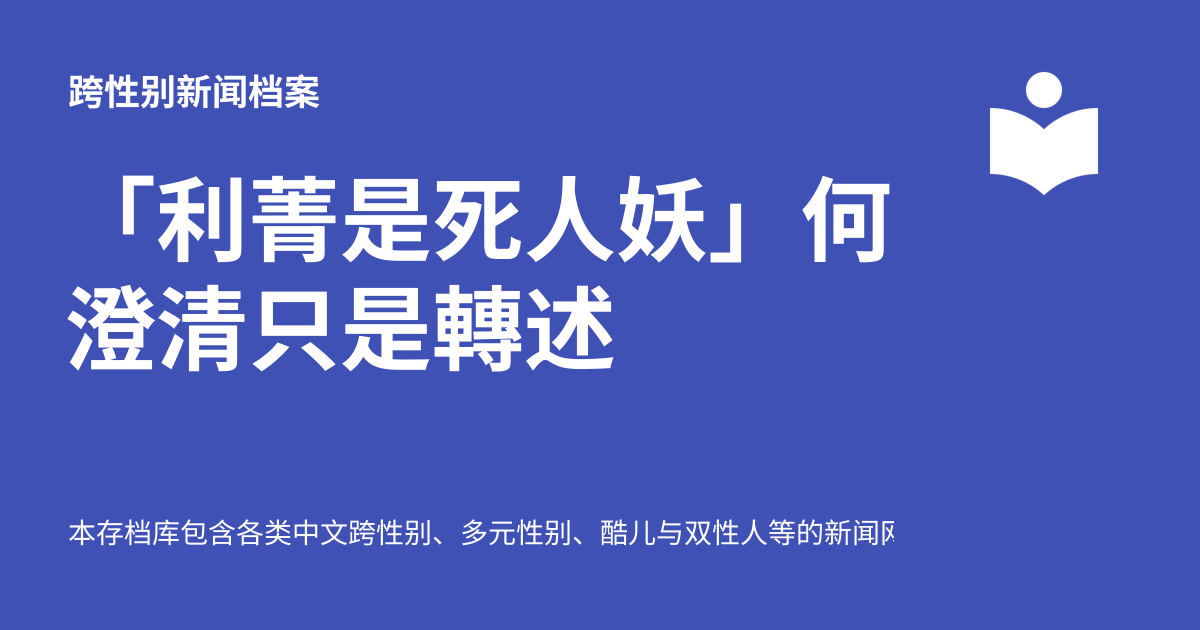 跨性别新闻档案
「利菁是死人妖」何
澄清只是轉述
本存档库包含各类中文跨性别、多元性别、酷儿与双性人等的新闻网